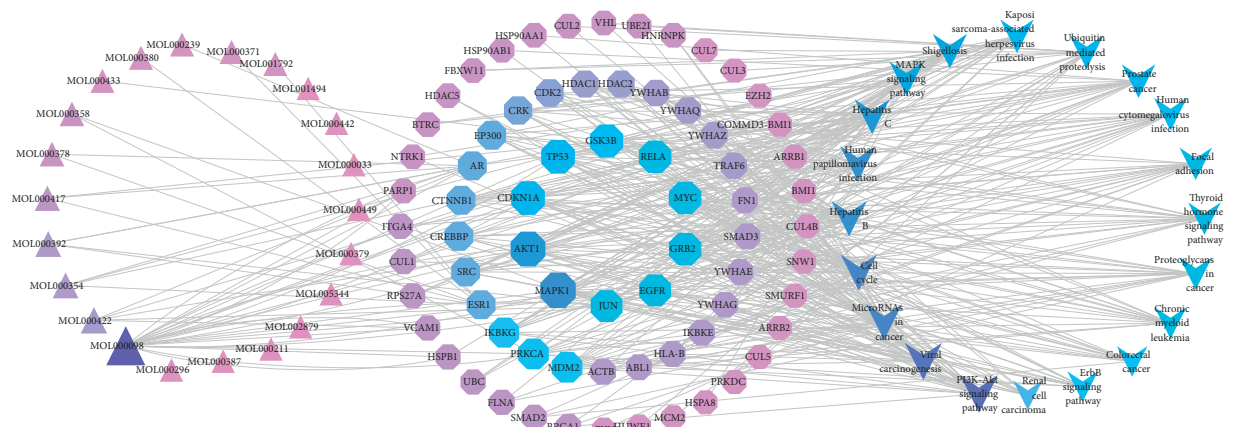 MOL000239
MOL000371
MOL000380
MOL001792
MOL000433
MOL001494
MOL000358
MOL000442
MOL000378
MOL000033
MOL000417
MOL000449
MOL000392
MOL000379
MOL000354
MOL005344
MOL000422
MOL002879
MOL000098
MOL000211
MOL000296
MOL000387
VHL
CUL2
UBE2I
HSP90AA1
HNRNPK
HSP90AB1
CUL7
FBXW11
CUL3
HDAC5
EZH2
BTRC
COMMD3-BMI1
NTRK1
ARRB1
PARP1
BMI1
ITGA4
CUL4B
CUL1
SNW1
RPS27A
SMURF1
VCAM1
ARRB2
HSPB1
CUL5
UBC
PRKDC
FLNA
HSPA8
SMAD2
MCM2
HUWE1
HDAC1
HDAC2
CDK2
YWHAB
CRK
YWHAQ
EP300
YWHAZ
AR
TRAF6
CTNNB1
FN1
CREBBP
SMAD3
SRC
YWHAE
ESR1
YWHAG
IKBKG
IKBKE
PRKCA
HLA-B
MDM2
ACTB
ABL1
GSK3B
TP53
RELA
CDKN1A
MYC
AKT1
GRB2
MAPK1
EGFR
JUN
Kaposi
sarcoma-associated
herpesvirus
infection
Shigellosis
MAPK
signaling
pathway
Hepatitis
C
Human
papillomavirus
infection
Hepatitis
B
Cell
cycle
MicroRNAs
in
cancer
Viral
carcinogenesis
PI3K-Akt
signaling
pathway
Renal
cell
carcinoma
ErbB
signaling
pathway
Colorectal
cancer
Chronic
myeloid
leukemia
Proteoglycans
in
cancer
Thyroid
hormone
signaling
pathway
Focal
adhesion
Human
cytomegalovirus
infection
Prostate
cancer
Ubiquitin
mediated
proteolysis